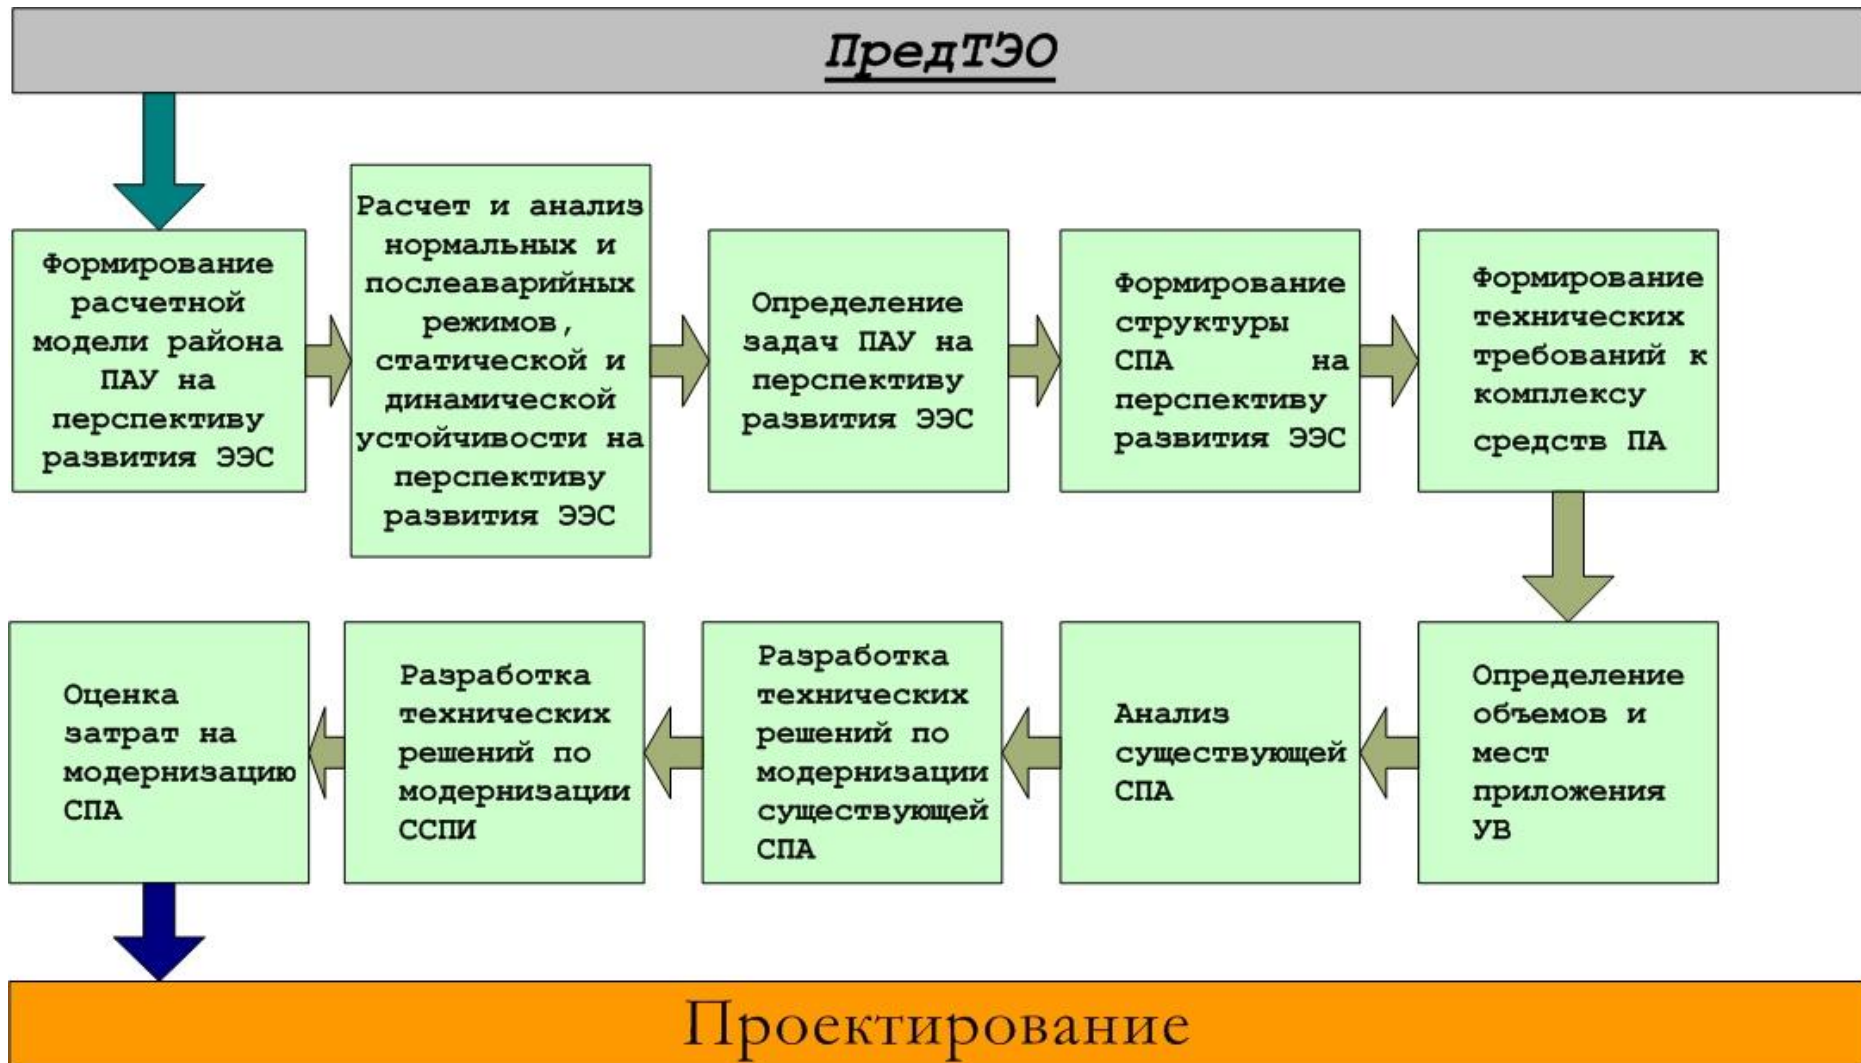 ПредТЭО
Формирование
расчетной
модели района
ПАУ на
перспективу
развития ЭЭС
Расчет и анализ
нормальных и
послеаварийных
режимов,
статической и
динамической
устойчивости на
перспективу
развития ЭЭС
Определение
задач ПАУ на
перспективу
развития ЭЭС
Формирование
структуры
СПА на
перспективу
развития ЭЭС
Формирование
технических
требований к
комплексу
средств ПА
Определение
объемов и
мест
приложения
УВ
Анализ
существующей
СПА
Разработка
технических
решений по
модернизации
существующей
СПА
Разработка
технических
решений по
модернизации
ССПИ
Оценка
затрат на
модернизацию
СПА
Проектирование